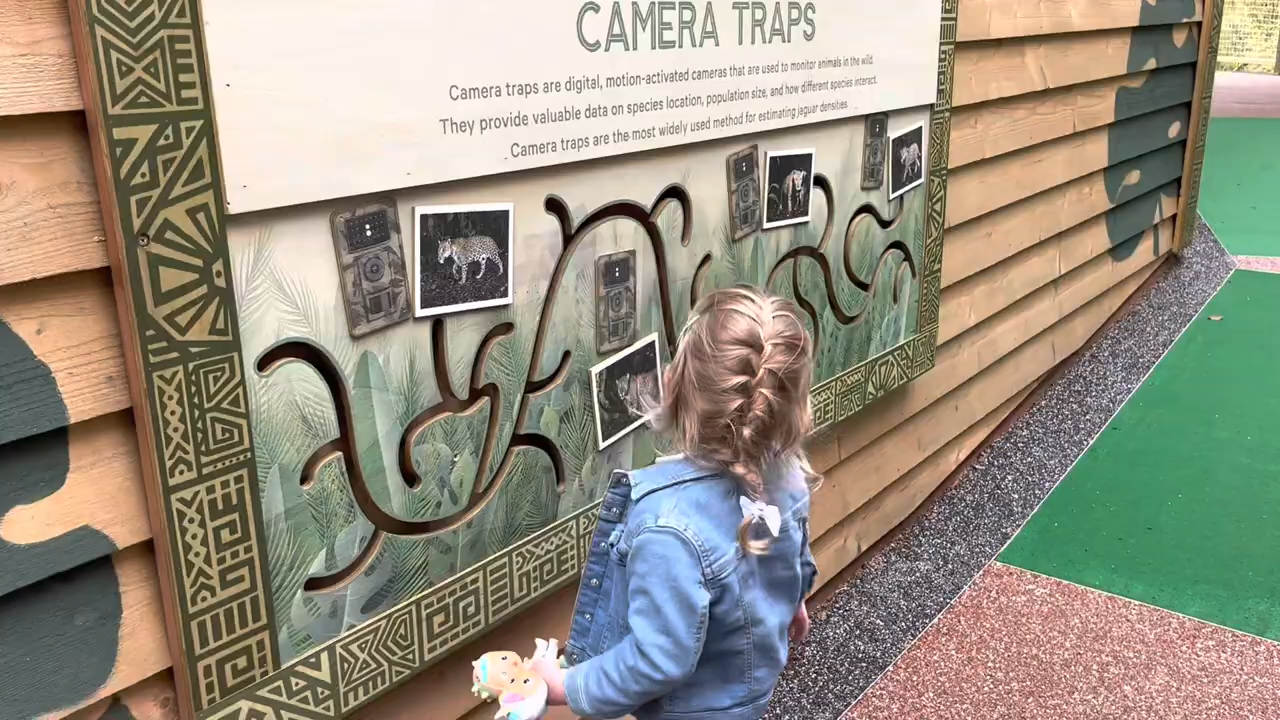 CAMERA TRAPS
Camera traps are digital, motion-activated cameras that are used to monitor animals in the wild.
They provide valuable data on species location, population size, and how different species interact.
Camera traps are the most widely used method for estimating jaguar densities.